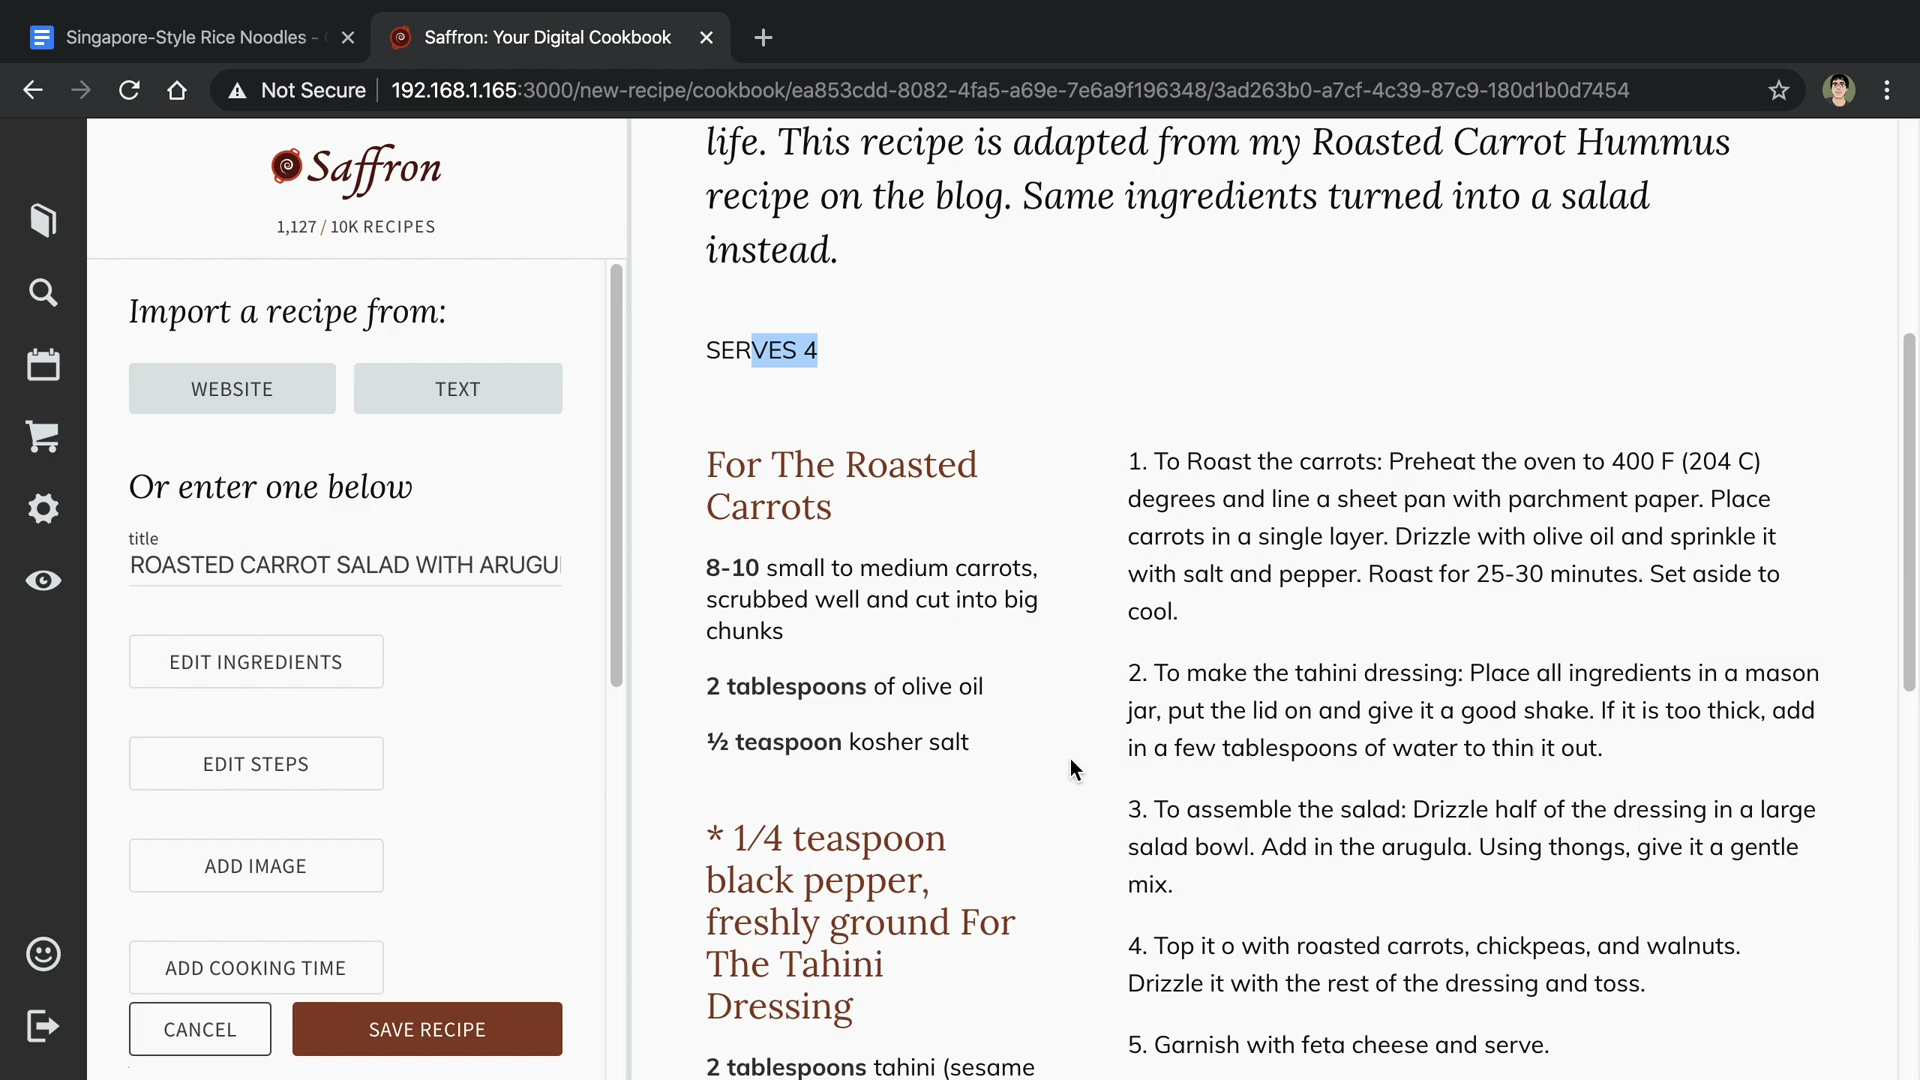 Singapore-Style Rice Noodles -
Saffron: Your Digital Cookbook
Not Secure
192.168.1.165:3000/new-recipe/cookbook/ea853cdd-8082-4fa5-a69e-7e6a9f196348/3ad263b0-a7cf-4c39-87c9-180d1b0d7454
Saffron
1,127 / 10K RECIPES
Import a recipe from:
WEBSITE
TEXT
Or enter one below
title
ROASTED CARROT SALAD WITH ARUGU
EDIT INGREDIENTS
EDIT STEPS
ADD IMAGE
ADD COOKING TIME
CANCEL
SAVE RECIPE
life. This recipe is adapted from my Roasted Carrot Hummus
recipe on the blog. Same ingredients turned into a salad
instead.
SERVES 4
For The Roasted
Carrots
8-10 small to medium carrots,
scrubbed well and cut into big
chunks
2 tablespoons of olive oil
½ teaspoon kosher salt
* 1⁄4 teaspoon
black pepper,
freshly ground For
The Tahini
Dressing
2 tablespoons tahini (sesame
1. To Roast the carrots: Preheat the oven to 400 F (204 C)
degrees and line a sheet pan with parchment paper. Place
carrots in a single layer. Drizzle with olive oil and sprinkle it
with salt and pepper. Roast for 25-30 minutes. Set aside to
cool.
2. To make the tahini dressing: Place all ingredients in a mason
jar, put the lid on and give it a good shake. If it is too thick, add
in a few tablespoons of water to thin it out.
3. To assemble the salad: Drizzle half of the dressing in a large
salad bowl. Add in the arugula. Using thongs, give it a gentle
mix.
4. Top it o with roasted carrots, chickpeas, and walnuts.
Drizzle it with the rest of the dressing and toss.
5. Garnish with feta cheese and serve.